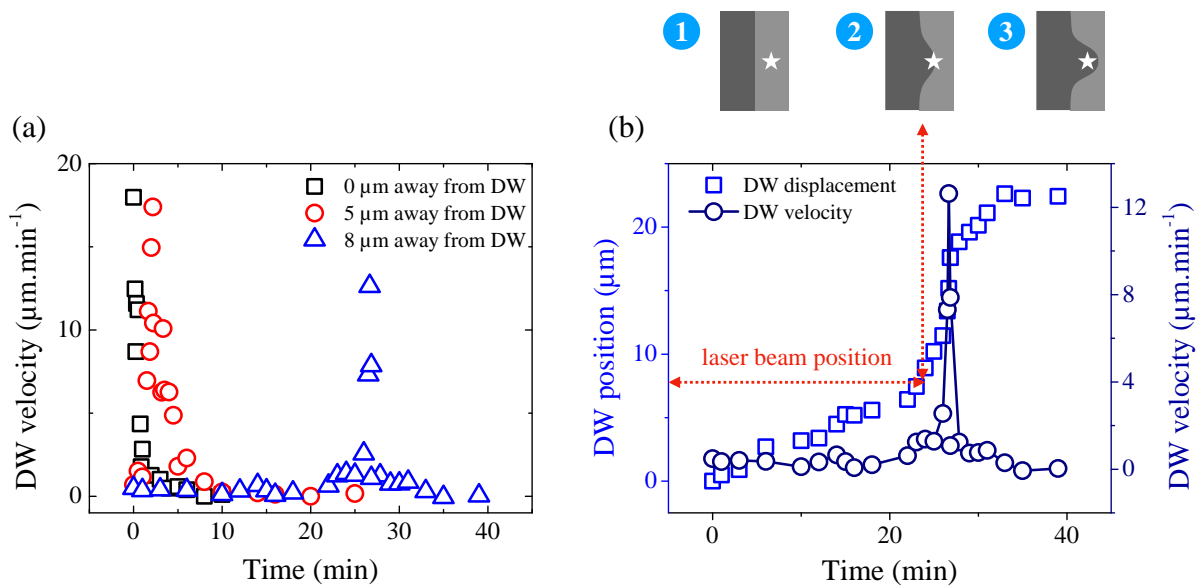 1 2 3
(a) (b)
20
10
0
DW velocity (µm.min⁻¹)
0 µm away from DW
5 µm away from DW
8 µm away from DW
0 10 20 30 40
Time (min)
20
10
0
DW position (µm)
DW displacement
DW velocity
laser beam position
12
8
4
0
DW velocity (µm.min⁻¹)
0 20 40
Time (min)